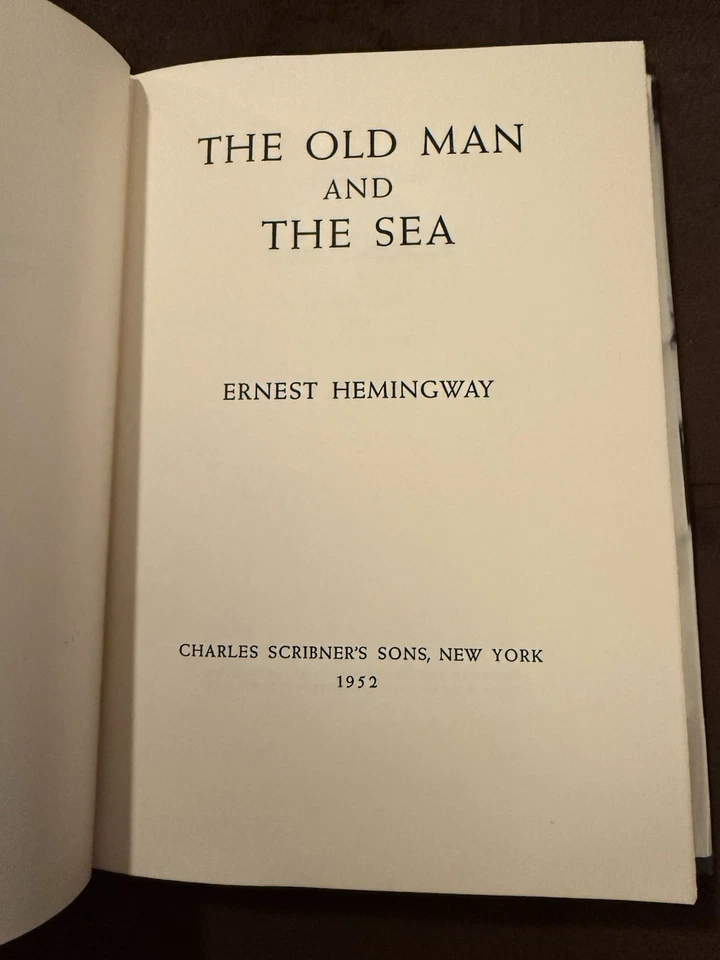 THE OLD MAN
AND
THE SEA
ERNEST HEMINGWAY
CHARLES SCRIBNER'S SONS, NEW YORK
1952